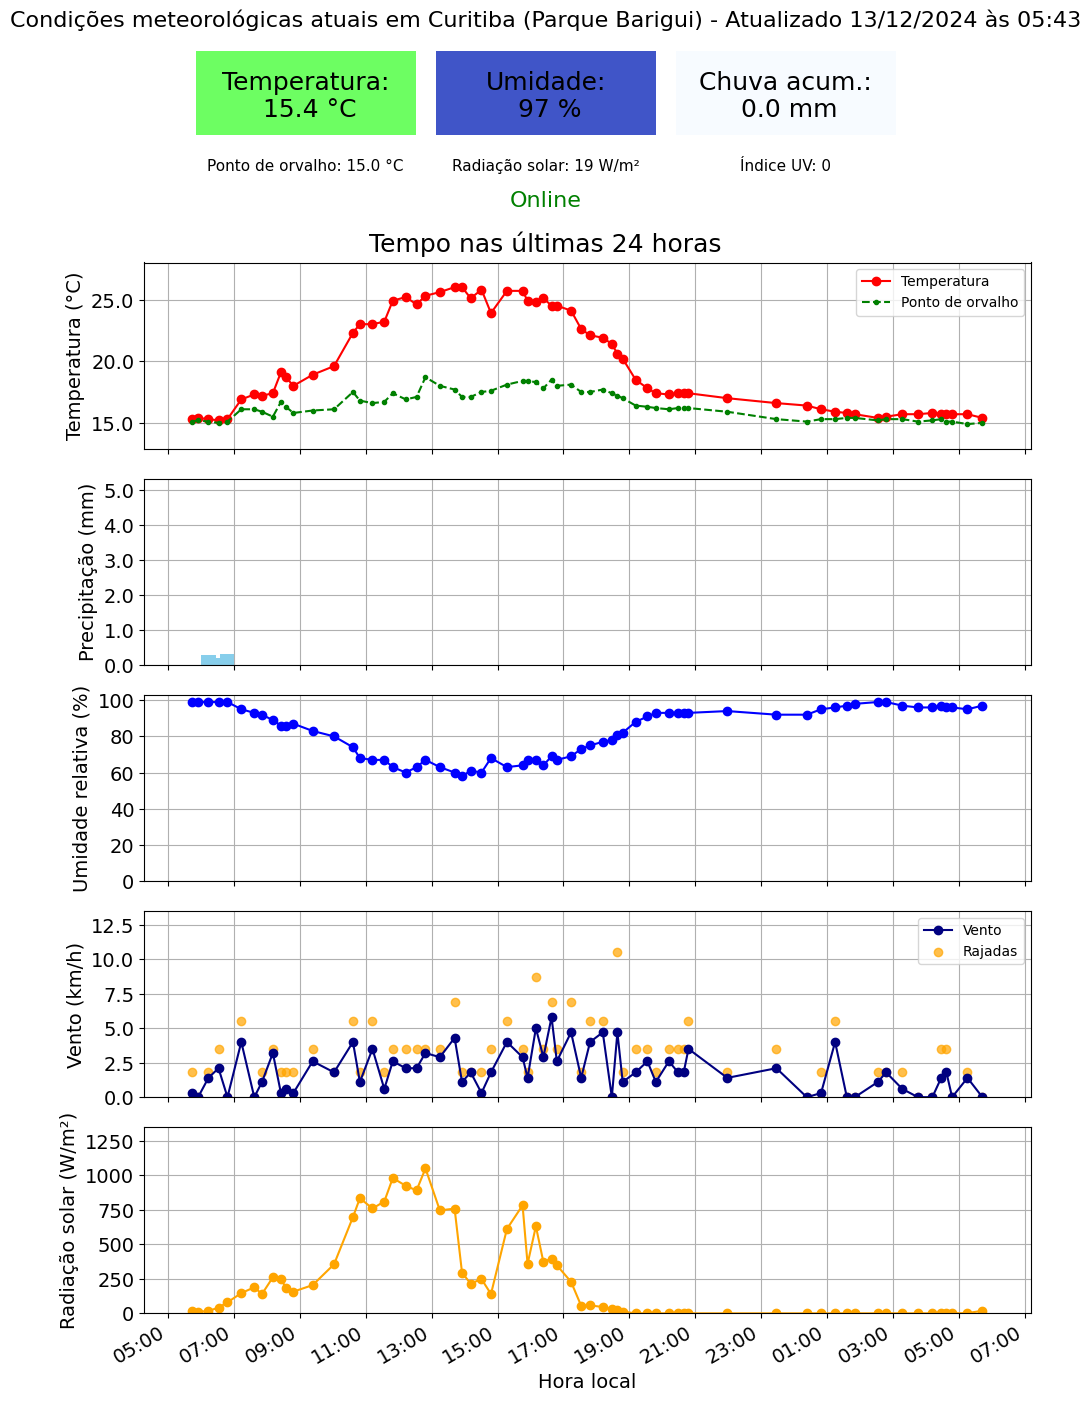 Condições meteorológicas atuais em Curitiba (Parque Barigui) - Atualizado 13/12/2024 às 05:43
Temperatura:
15.4 °C
Umidade:
97 %
Chuva acum.:
0.0 mm
Ponto de orvalho: 15.0 °C
Radiação solar: 19 W/m²
Índice UV: 0
Online
Tempo nas últimas 24 horas
Temperatura (°C)
25.0
20.0
15.0
Temperatura
Ponto de orvalho
Precipitação (mm)
5.0
4.0
3.0
2.0
1.0
0.0
Umidade relativa (%)
100
80
60
40
20
0
Vento (km/h)
12.5
10.0
7.5
5.0
2.5
0.0
Vento
Rajadas
Radiação solar (W/m²)
1250
1000
750
500
250
0
05:00
07:00
09:00
11:00
13:00
15:00
17:00
19:00
21:00
23:00
01:00
03:00
05:00
07:00
Hora local